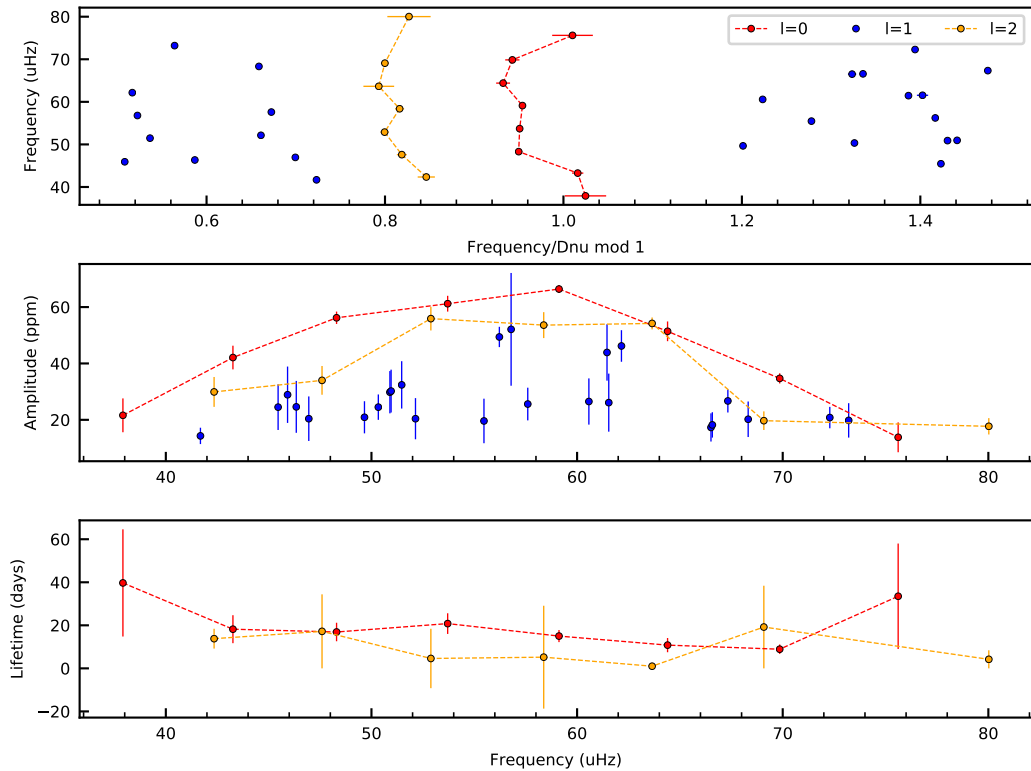 80
70
60
50
40
Frequency (uHz)
l=0 l=1 l=2
0.6 0.8 1.0 1.2 1.4
Frequency/Dnu mod 1
60
40
20
Amplitude (ppm)
40 50 60 70 80
60
40
20
0
−20
Lifetime (days)
40 50 60 70 80
Frequency (uHz)